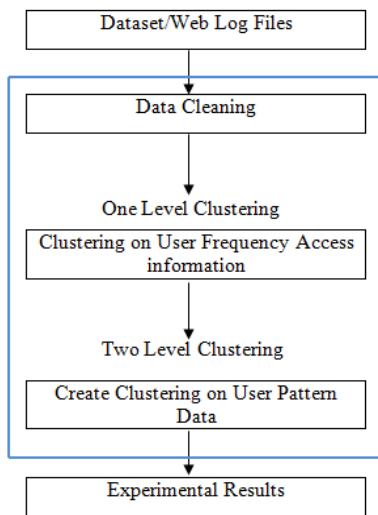 Dataset/Web Log Files
Data Cleaning
One Level Clustering
Clustering on User Frequency Access
information
Two Level Clustering
Create Clustering on User Pattern
Data
Experimental Results